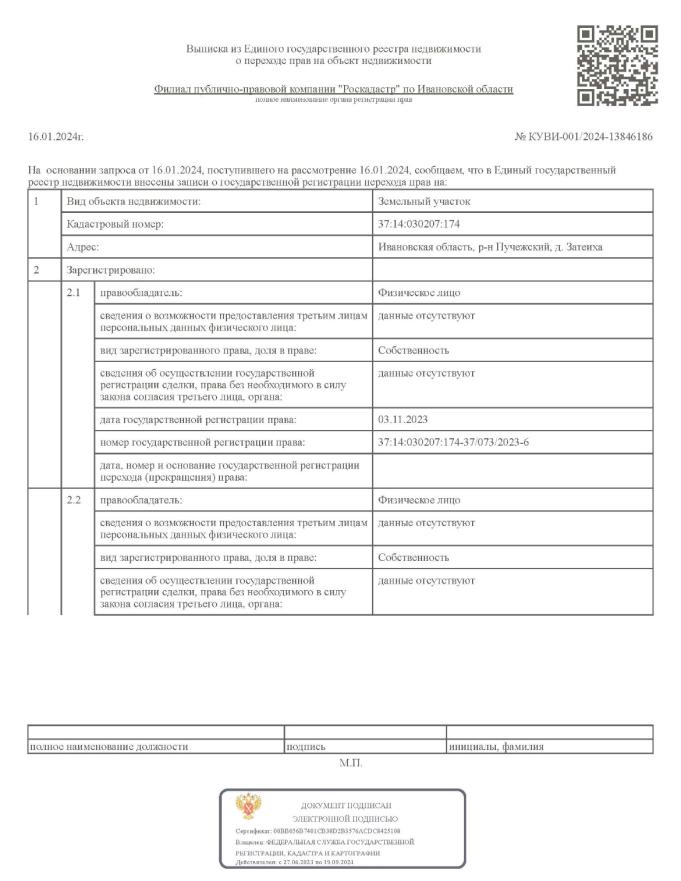 Выписка из Единого государственного реестра недвижимости
о переходе прав на объект недвижимости
Филиал публично-правовой компании "Роскадастр" по Ивановской области
полное наименование органа регистрации прав
16.01.2024г.
№ КУВИ-001/2024-13846186
На основании запроса от 16.01.2024, поступившего на рассмотрение 16.01.2024, сообщаем, что в Единый государственный
реестр недвижимости внесены записи о государственной регистрации перехода прав на:
1 Вид объекта недвижимости: Земельный участок
Кадастровый номер: 37:14:030207:174
Адрес: Ивановская область, р-н Пучежский, д. Затеиха
2 Зарегистрировано:
2.1 правообладатель: Физическое лицо
сведения о возможности предоставления третьим лицам данные отсутствуют
персональных данных физического лица:
вид зарегистрированного права, доля в праве: Собственность
сведения об осуществлении государственной данные отсутствуют
регистрации сделки, права без необходимого в силу
закона согласия третьего лица, органа:
дата государственной регистрации права: 03.11.2023
номер государственной регистрации права: 37:14:030207:174-37/073/2023-6
дата, номер и основание государственной регистрации
перехода (прекращения) права:
2.2 правообладатель: Физическое лицо
сведения о возможности предоставления третьим лицам данные отсутствуют
персональных данных физического лица:
вид зарегистрированного права, доля в праве: Собственность
сведения об осуществлении государственной данные отсутствуют
регистрации сделки, права без необходимого в силу
закона согласия третьего лица, органа:
полное наименование должности подпись инициалы, фамилия
М.П.
ДОКУМЕНТ ПОДПИСАН
ЭЛЕКТРОННОЙ ПОДПИСЬЮ
Сертификат:
Владелец: ФЕДЕРАЛЬНАЯ СЛУЖБА ГОСУДАРСТВЕННОЙ
РЕГИСТРАЦИИ, КАДАСТРА И КАРТОГРАФИИ
Действителен: с 27.06.2023 по 19.09.2024